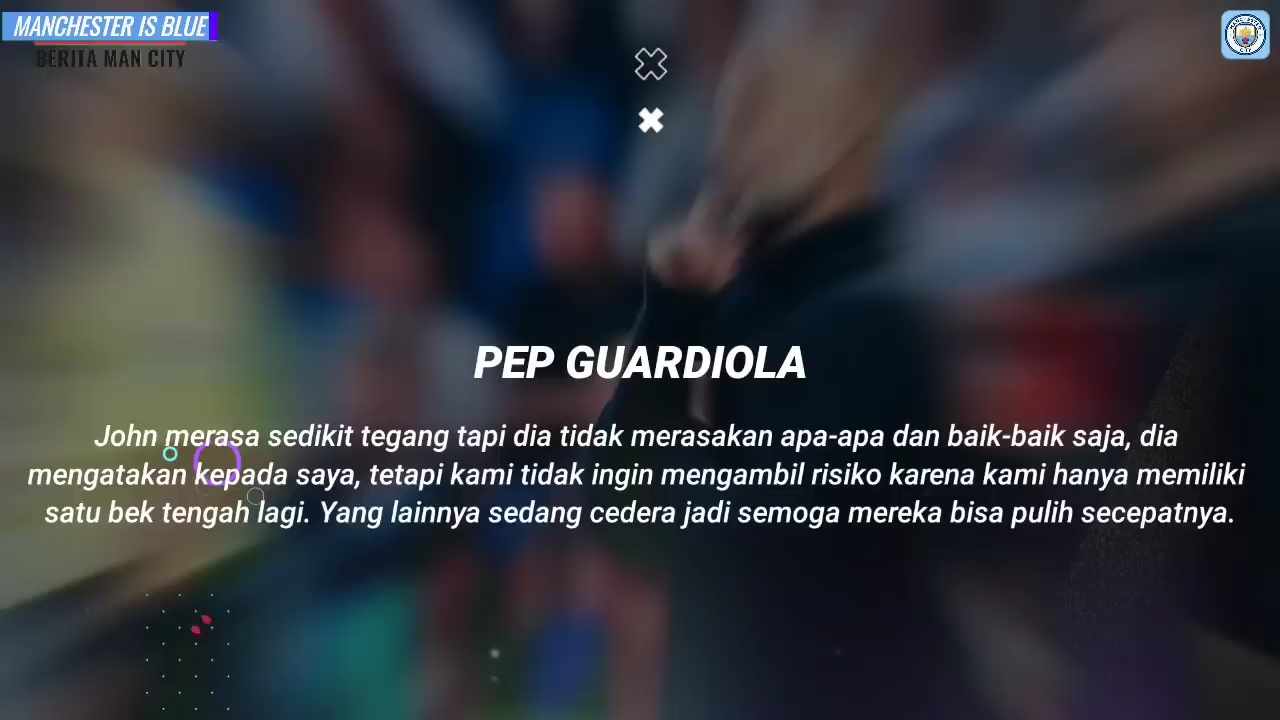 MANCHESTER IS BLUE
BERITA MAN CITY
PEP GUARDIOLA
John merasa sedikit tegang tapi dia tidak merasakan apa-apa dan baik-baik saja, dia
mengatakan kepada saya, tetapi kami tidak ingin mengambil risiko karena kami hanya memiliki
satu bek tengah lagi. Yang lainnya sedang cedera jadi semoga mereka bisa pulih secepatnya.